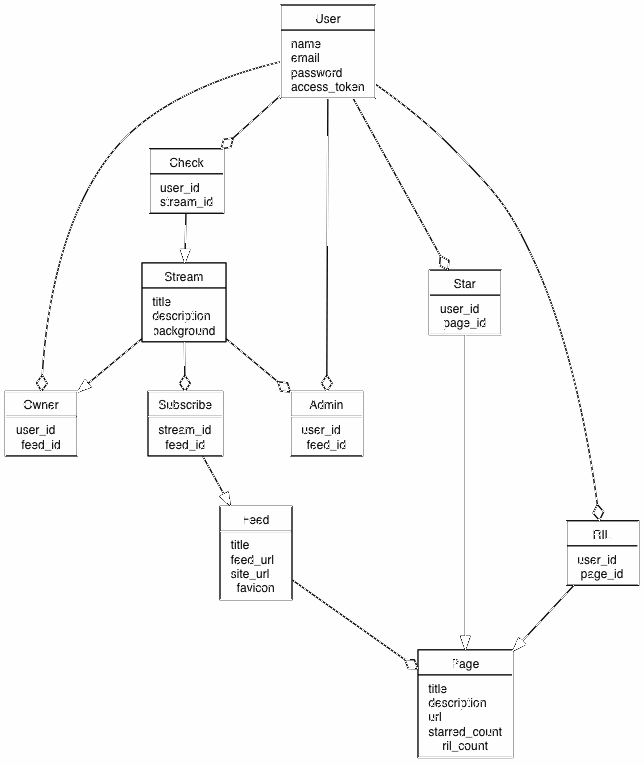 User
name
email
password
access_token
Check
user_id
stream_id
Stream
title
description
background
Star
user_id
page_id
Owner
user_id
feed_id
Subscribe
stream_id
feed_id
Admin
user_id
feed_id
Feed
title
feed_url
site_url
favicon
RIL
user_id
page_id
Page
title
description
url
starred_count
ril_count